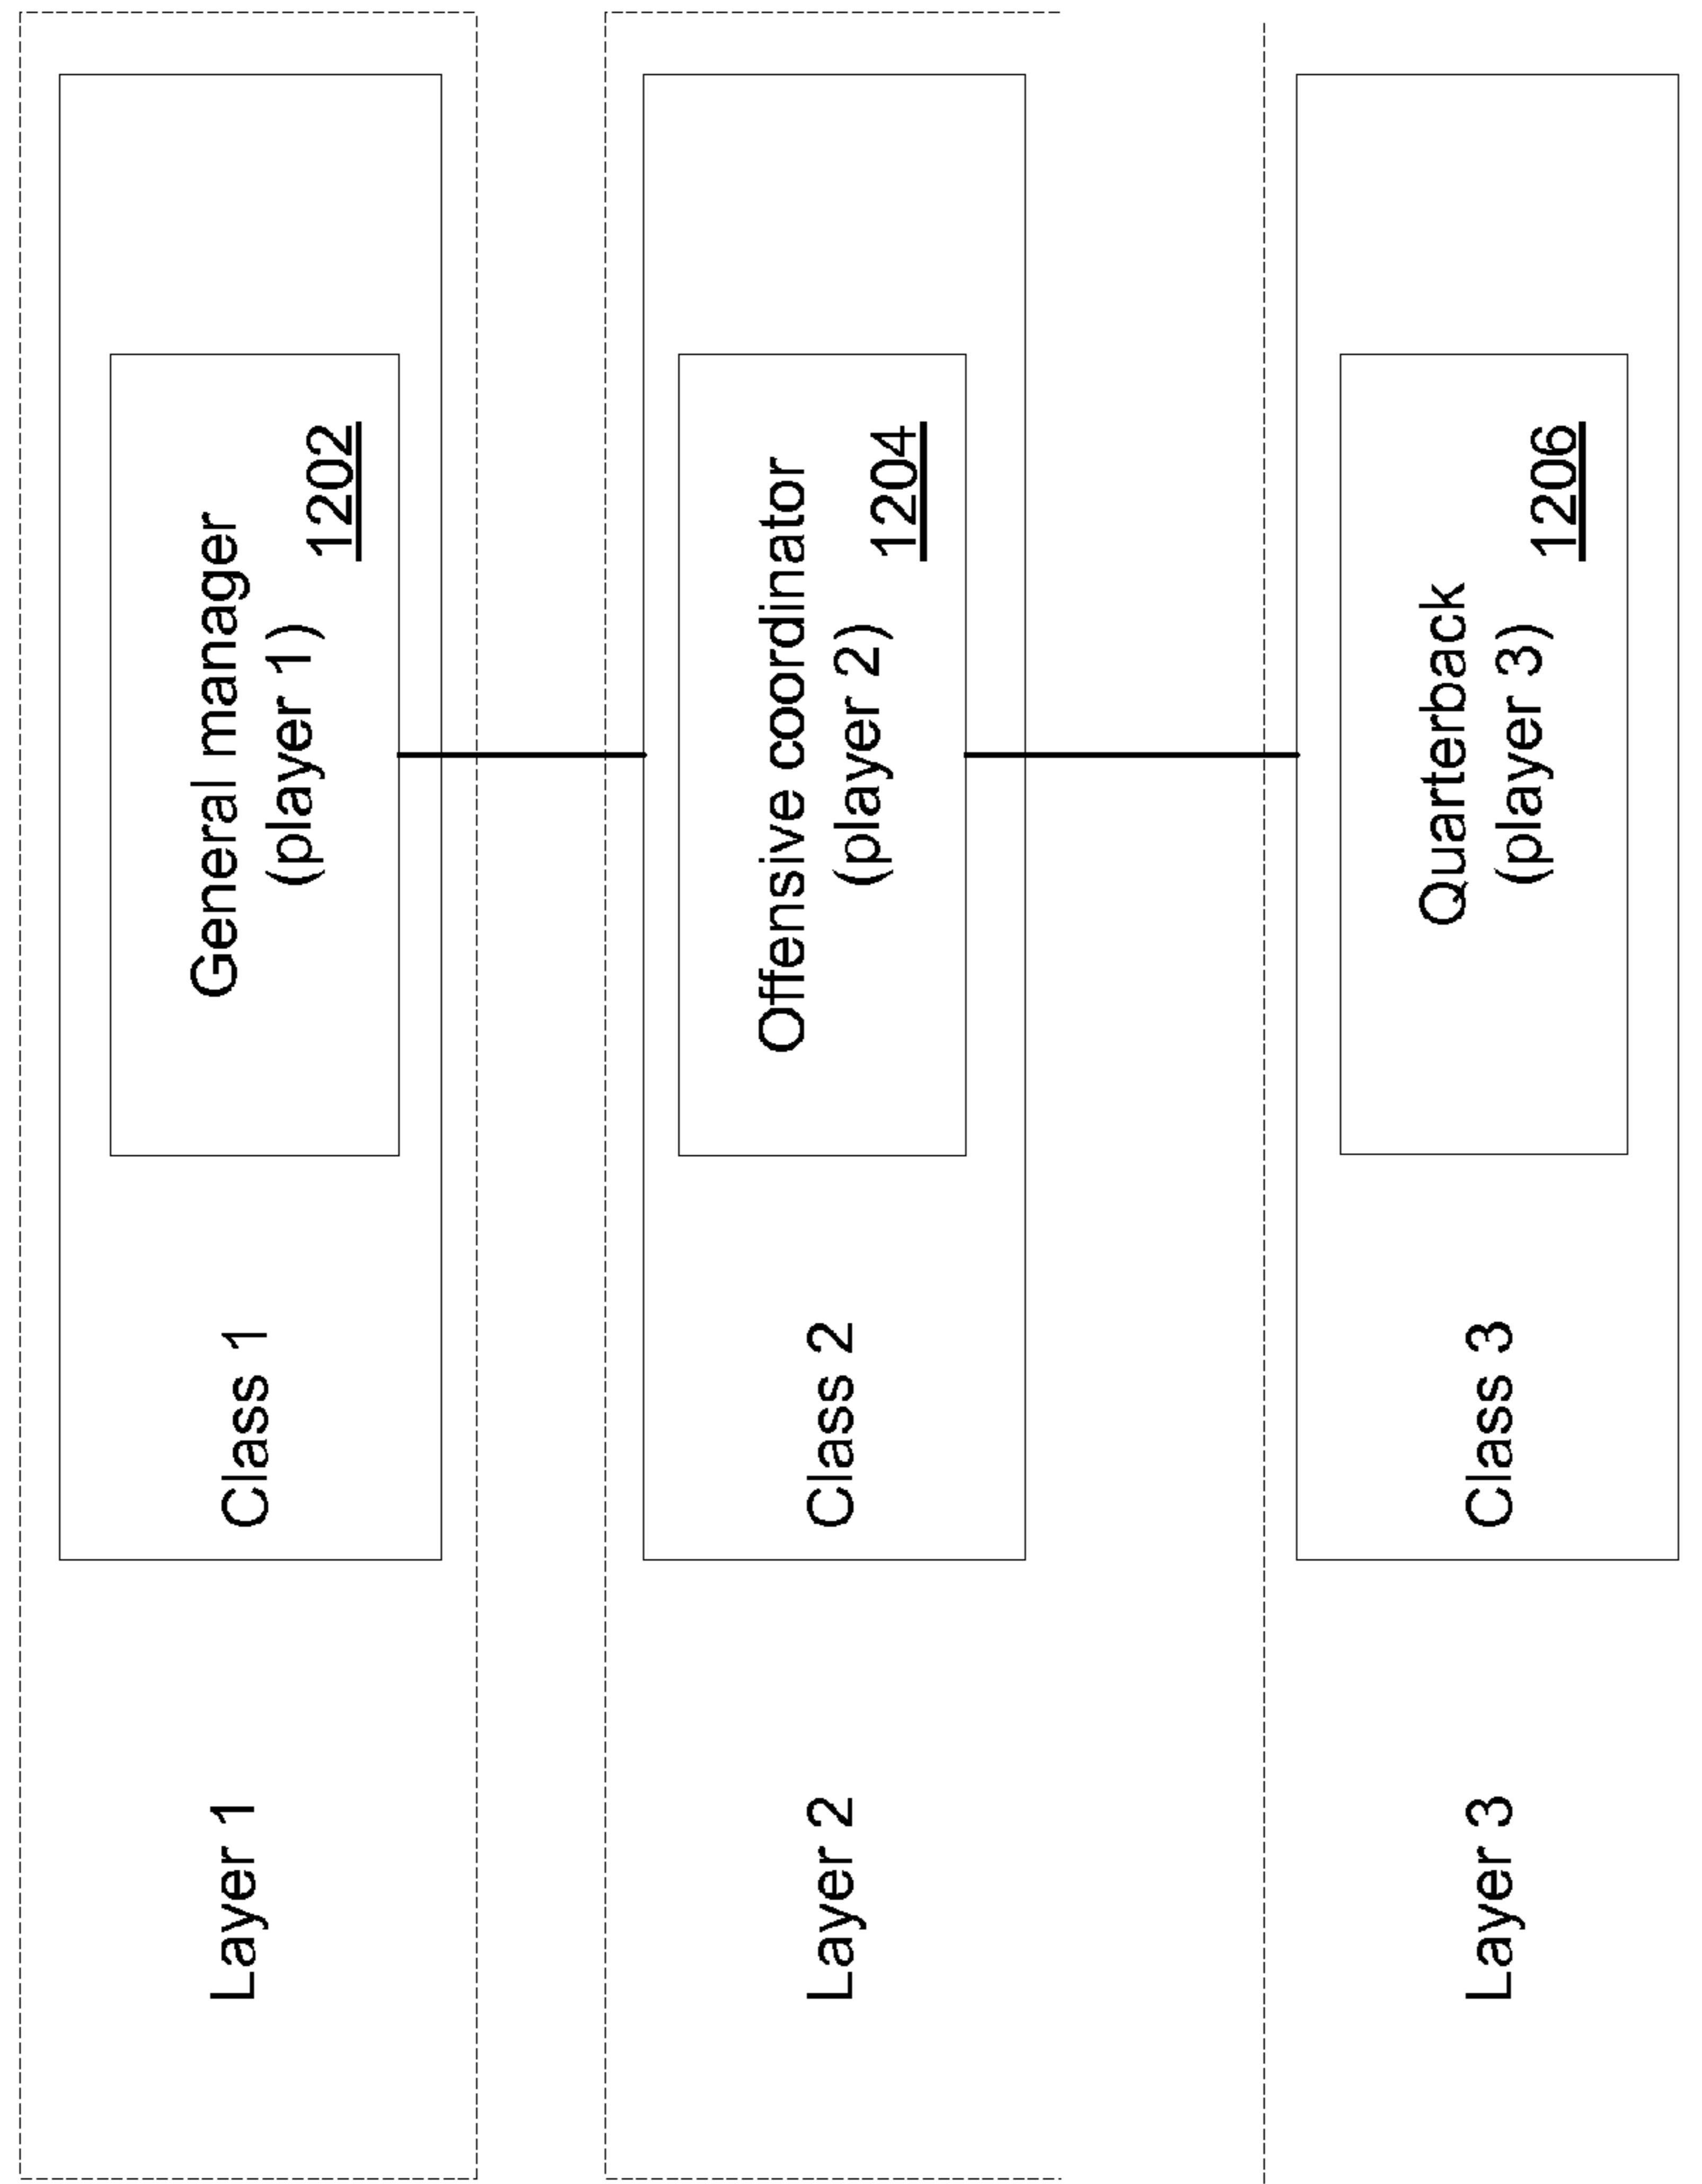 Layer 1
Class 1
General manager
(player 1)
1202
Layer 2
Class 2
Offensive coordinator
(player 2)
1204
Layer 3
Class 3
Quarterback
(player 3)
1206